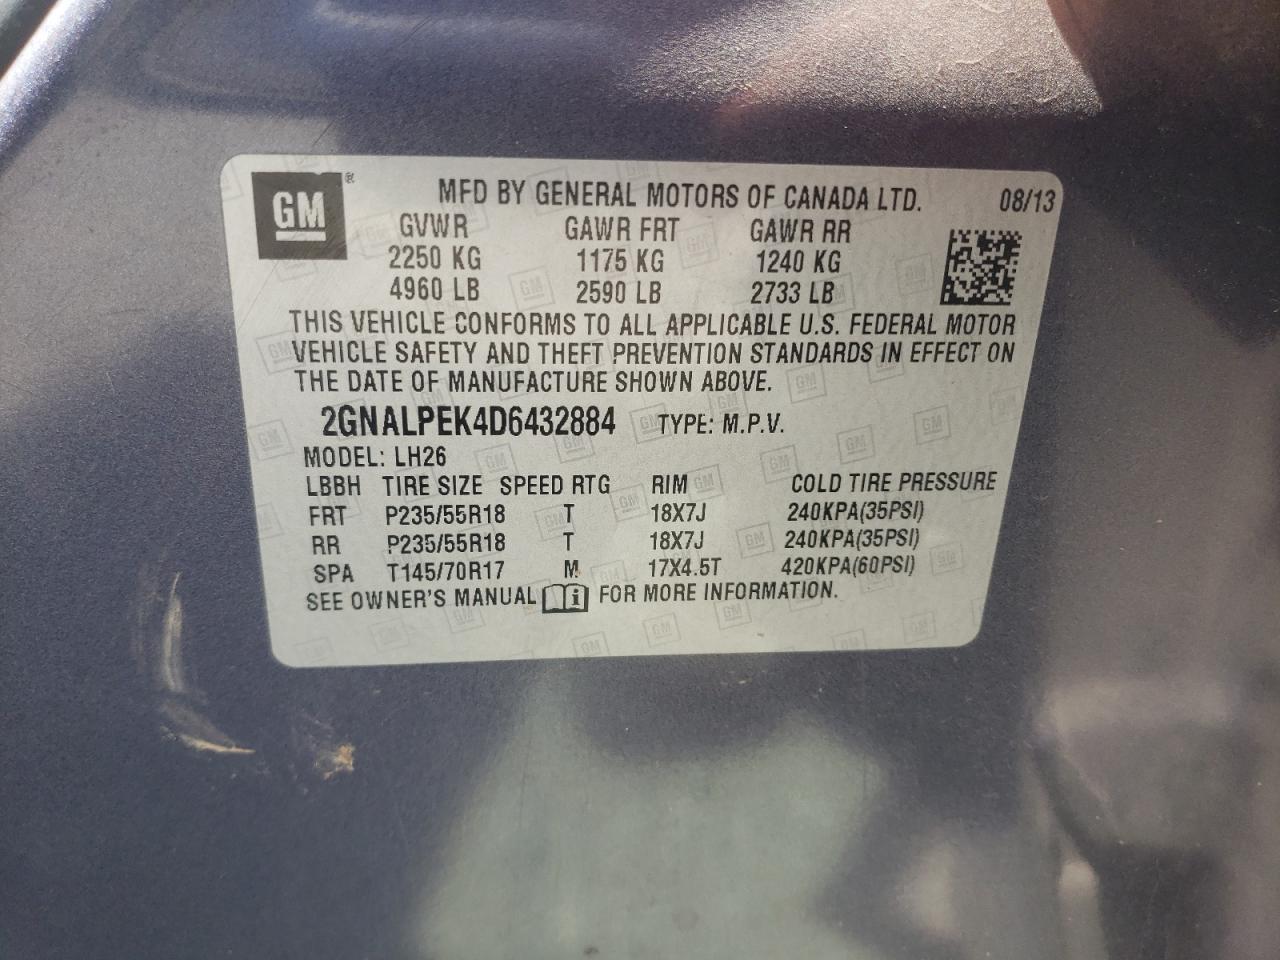 GM® MFD BY GENERAL MOTORS OF CANADA LTD. 08/13
GVWR GAWR FRT GAWR RR
2250 KG 1175 KG 1240 KG
4960 LB 2590 LB 2733 LB
THIS VEHICLE CONFORMS TO ALL APPLICABLE U.S. FEDERAL MOTOR
VEHICLE SAFETY AND THEFT PREVENTION STANDARDS IN EFFECT ON
THE DATE OF MANUFACTURE SHOWN ABOVE.
2GNALPEK4D6432884 TYPE: M.P.V.
MODEL: LH26
LBBH TIRE SIZE SPEED RTG RIM COLD TIRE PRESSURE
FRT P235/55R18 T 18X7J 240KPA(35PSI)
RR P235/55R18 T 18X7J 240KPA(35PSI)
SPA T145/70R17 M 17X4.5T 420KPA(60PSI)
SEE OWNER'S MANUAL i FOR MORE INFORMATION.